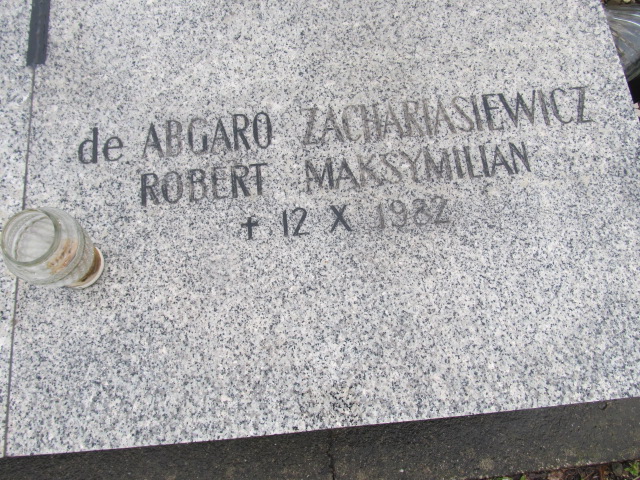 de ABGARO ZACHARIASIEWICZ
ROBERT MAKSYMILIAN
✝ 12 X 1982